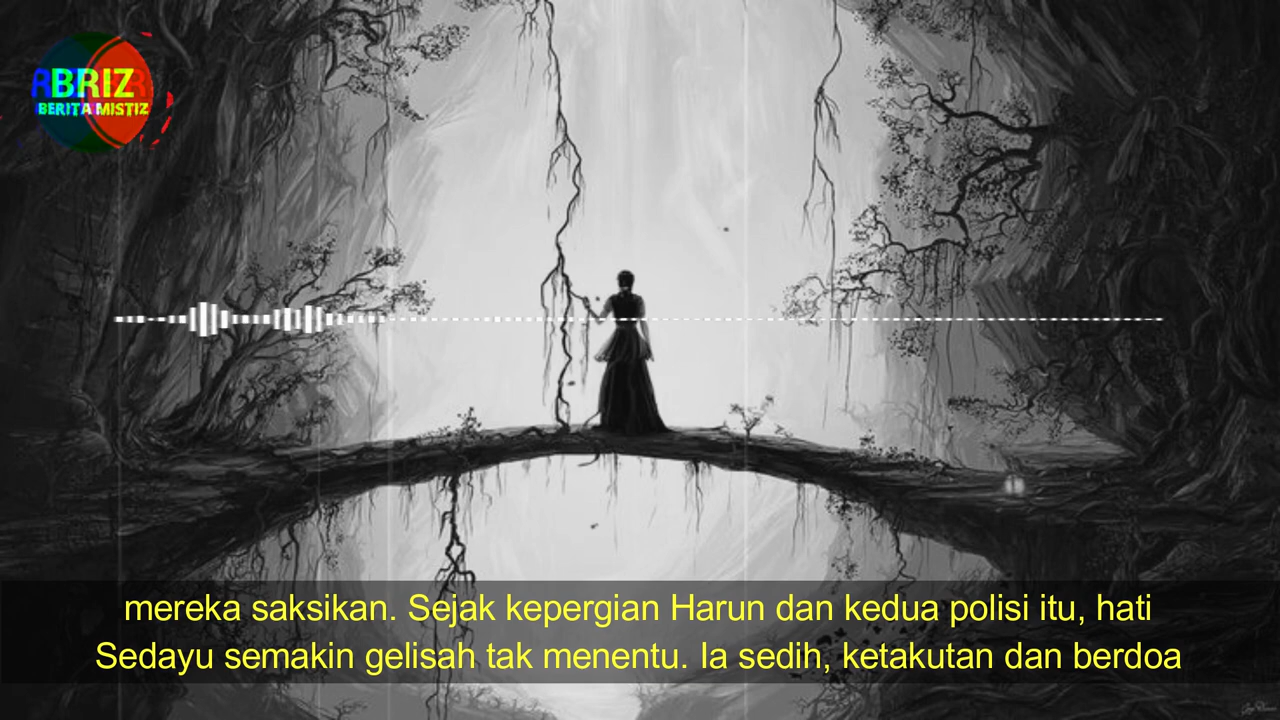 BRIZ
BERITA MISTIZ
mereka saksikan. Sejak kepergian Harun dan kedua polisi itu, hati
Sedayu semakin gelisah tak menentu. Ia sedih, ketakutan dan berdoa